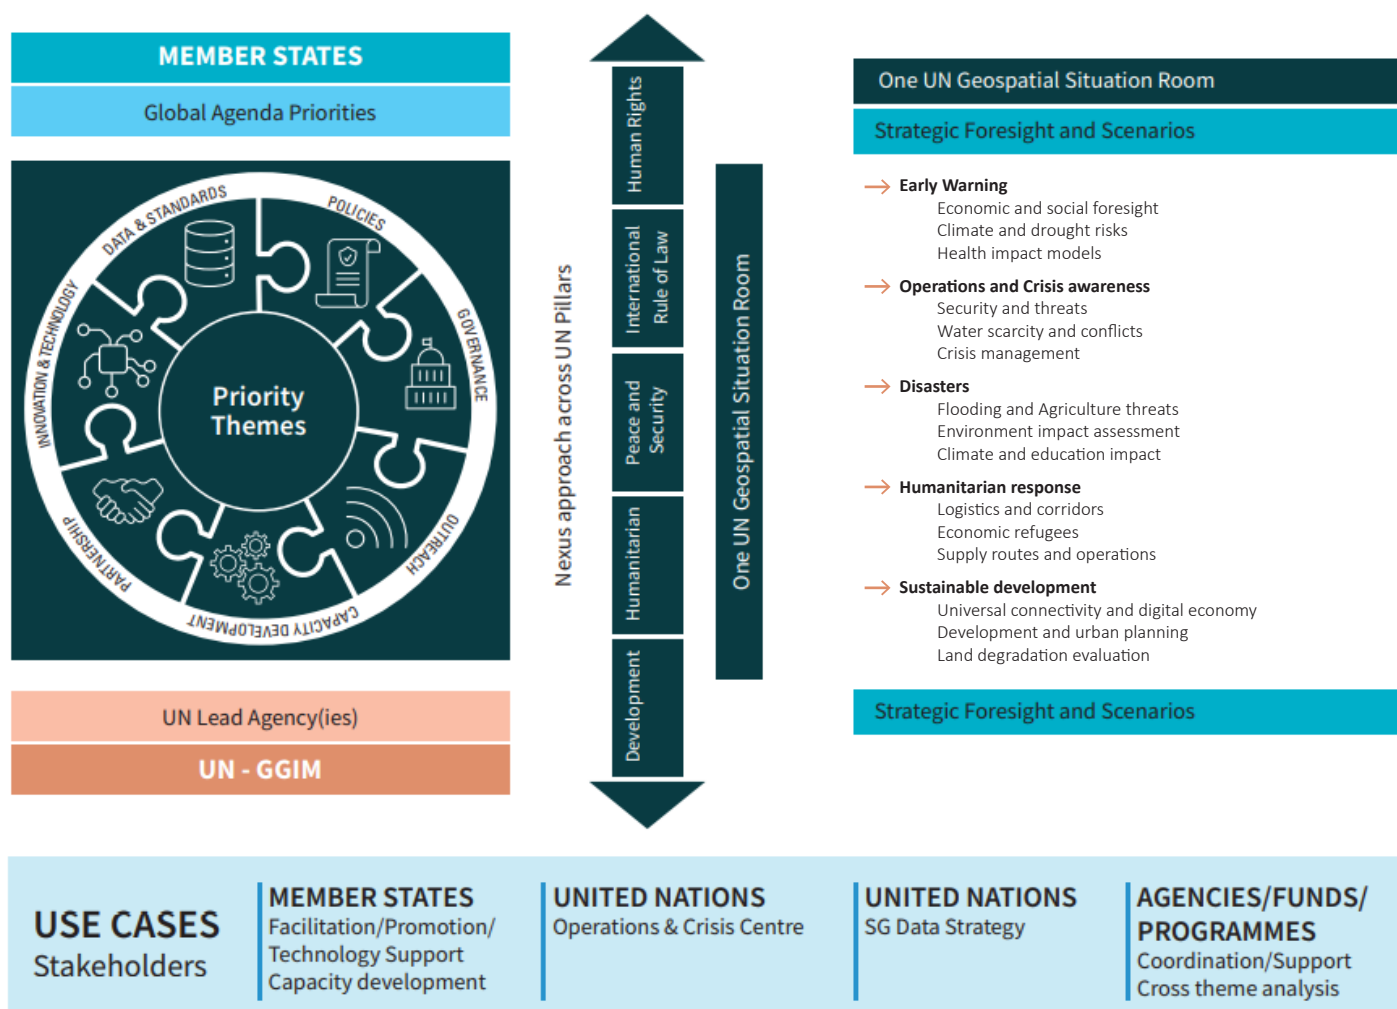 MEMBER STATES
Global Agenda Priorities
DATA & STANDARDS
POLICIES
GOVERNANCE
OUTREACH
CAPACITY DEVELOPMENT
PARTNERSHIP
INNOVATION & TECHNOLOGY
Priority
Themes
UN Lead Agency(ies)
UN - GGIM
Nexus approach across UN Pillars
Human Rights
International
Rule of Law
Peace and
Security
Humanitarian
Development
One UN Geospatial Situation Room
One UN Geospatial Situation Room
Strategic Foresight and Scenarios
Early Warning
Economic and social foresight
Climate and drought risks
Health impact models
Operations and Crisis awareness
Security and threats
Water scarcity and conflicts
Crisis management
Disasters
Flooding and Agriculture threats
Environment impact assessment
Climate and education impact
Humanitarian response
Logistics and corridors
Economic refugees
Supply routes and operations
Sustainable development
Universal connectivity and digital economy
Development and urban planning
Land degradation evaluation
Strategic Foresight and Scenarios
USE CASES
Stakeholders
MEMBER STATES
Facilitation/Promotion/
Technology Support
Capacity development
UNITED NATIONS
Operations & Crisis Centre
UNITED NATIONS
SG Data Strategy
AGENCIES/FUNDS/
PROGRAMMES
Coordination/Support
Cross theme analysis